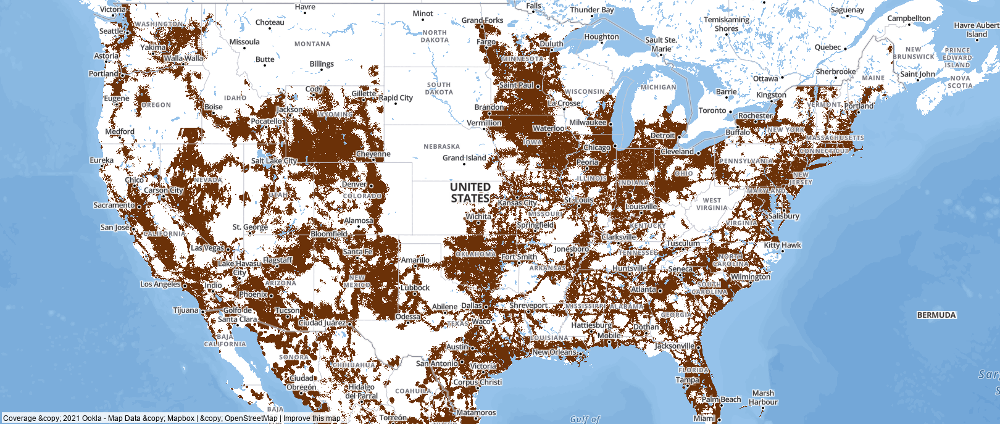 Victoria
Havre
Minot
Falls
Thunder Bay
Saguenay
Campbellton
Choteau
Grand Forks
Temiskaming
Shores
Havre Aubert
Island
WASHINGTON
Seattle
NORTH
DAKOTA
Houghton
Sault Ste.
Marie
Missoula
MONTANA
Fargo
Duluth
Quebec
NEW
BRUNSWICK
PRINCE
EDWARD
ISLAND
Yakima
Astoria
Walla Walla
Butte
Billings
MINNESOTA
Portland
Ottawa
Sherbrooke
MAINE
Saint John
NOVA
SCOTIA
SOUTH
DAKOTA
Saint Paul
MICHIGAN
WISCONSIN
Barrie
Kingston
Eugene
IDAHO
Cody
Gillette
Rapid City
OREGON
Boise
Jackson
WYOMING
Brandon
La Crosse
Toronto
VERMONT
Portland
Pocatello
Vermillion
Milwaukee
Rochester
Medford
Waterloo
Detroit
Buffalo
NEW YORK
MASSACHUSETTS
IOWA
Chicago
Cleveland
CONNECTICUT
NEBRASKA
Cheyenne
Grand Island
Eureka
Salt Lake City
Peoria
PENNSYLVANIA
Chico
NEVADA
Denver
ILLINOIS
INDIANA
OHIO
NEW
JERSEY
Carson City
UTAH
COLORADO
UNITED
STATES
MARYLAND
Sacramento
Kansas City
St. Louis
Louisville
WEST
VIRGINIA
San José
St. George
Alamosa
Wichita
MISSOURI
Salisbury
Springfield
KENTUCKY
VIRGINIA
CALIFORNIA
Bloomfield
Clarksville
Tusculum
Kitty Hawk
Las Vegas
Santa Fe
OKLAHOMA
Jonesboro
TENNESSEE
Flagstaff
Amarillo
Fort Smith
NORTH
CAROLINA
Lake Havasu
City
ARKANSAS
Huntsville
Seneca
Wilmington
Los Angeles
Indio
ARIZONA
NEW
MEXICO
Lubbock
Atlanta
SOUTH
CAROLINA
Phoenix
Tijuana
Golfo de
Santa Clara
Tucson
Abilene
Dallas
Shreveport
MISSISSIPPI
ALABAMA
GEORGIA
BERMUDA
Ciudad Juárez
Odessa
TEXAS
Waco
Hattiesburg
Dothan
BAJA
CALIFORNIA
LOUISIANA
Mobile
Austin
New Orleans
Jacksonville
SONORA
CHIHUAHUA
San Antonio
Victoria
FLORIDA
Ciudad
Obregón
Corpus Christi
Tampa
Hidalgo
del Parral
COAHUILA
Palm Beach
Marsh
Harbour
BAJA
Matamoros
Torreón
Miami
Gulf of
Coverage &copy; 2021 Ookla - Map Data &copy; Mapbox | &copy; OpenStreetMap | Improve this map